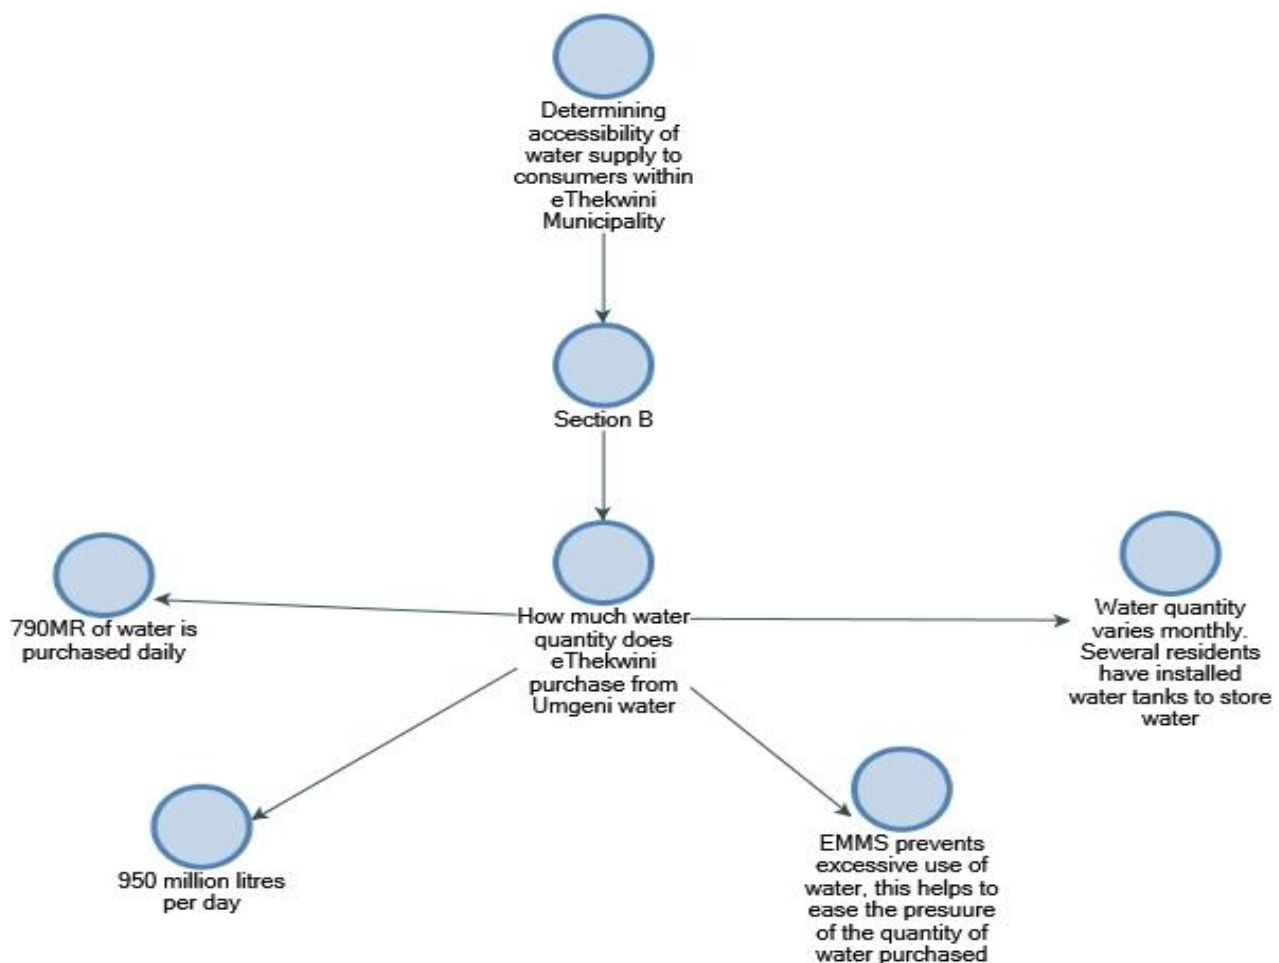 Determining
accessibility of
water supply to
consumers within
eThekwini
Municipality
Section B
How much water
quantity does
eThekwini
purchase from
Umgeni water
790MR of water is
purchased daily
Water quantity
varies monthly.
Several residents
have installed
water tanks to store
water
950 million litres
per day
EMMS prevents
excessive use of
water, this helps to
ease the presuure
of the quantity of
water purchased